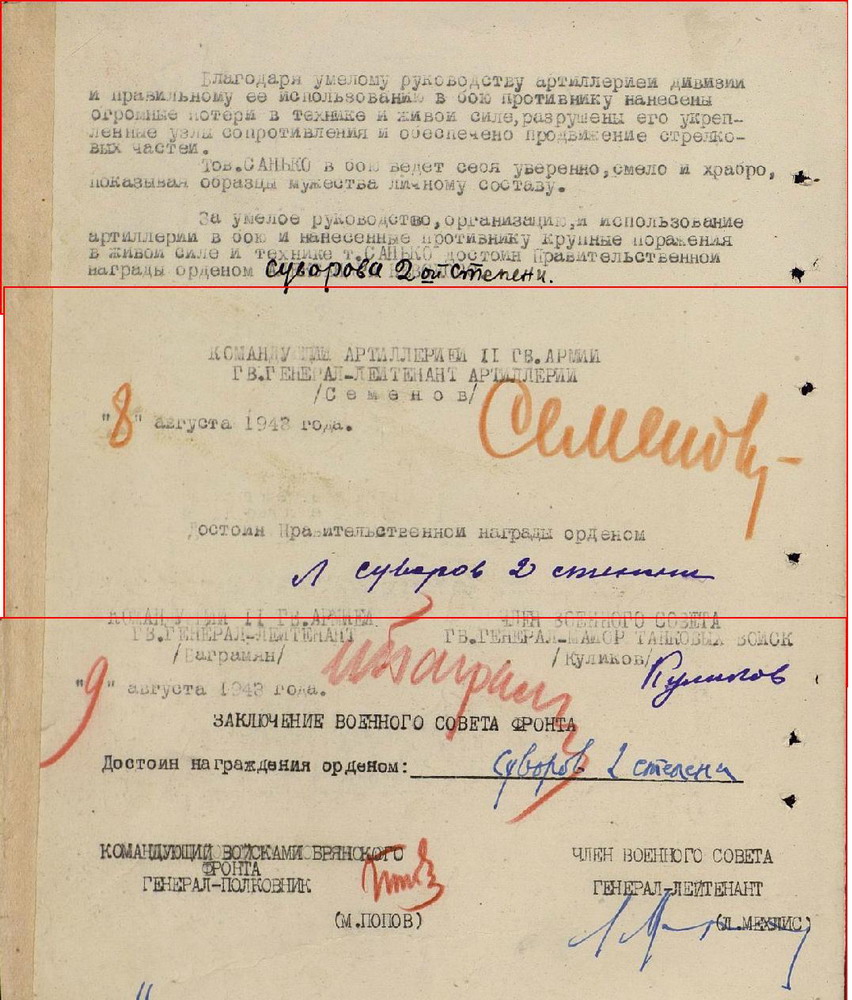 Благодаря умелому руководству артиллерией дивизии
и правильному ее использованию в бою противнику нанесены
огромные потери в технике и живой силе,разрушены его укреп-
ленные узлы сопротивления и обеспечено продвижение стрелко-
вых частей.
Тов.САНЬКО в бою ведет себя уверенно,смело и храбро,
показывая образцы мужества личному составу.
За умелое руководство,организацию,и использование
артиллерии в бою и нанесенные противнику крупные поражения
в живой силе и технике т.САНЬКО достоин Правительственной
награды орденом Суворова 2ой степени.
КОМАНДУЮЩИЙ АРТИЛЛЕРИЕЙ II ГВ.АРМИИ
ГВ.ГЕНЕРАЛ-ЛЕЙТЕНАНТ АРТИЛЛЕРИИ
/С е м е н о в/ Семенов
"8" августа 1943 года.
Достоин Правительственной награды орденом
Суворов 2 степени
КОМАНДУЮЩИЙ II ГВ.АРМИЕЙ ЧЛЕН ВОЕННОГО СОВЕТА
ГВ.ГЕНЕРАЛ-ЛЕЙТЕНАНТ ГВ.ГЕНЕРАЛ-МАЙОР ТАНКОВЫХ ВОЙСК
/Баграмян/ /Куликов/ Куликов
"9" августа 1943 года.
ЗАКЛЮЧЕНИЕ ВОЕННОГО СОВЕТА ФРОНТА
Достоин награждения орденом: Суворов 2 степени
КОМАНДУЮЩИЙ ВОЙСКАМИ БРЯНСКОГО ЧЛЕН ВОЕННОГО СОВЕТА
ФРОНТА
ГЕНЕРАЛ-ПОЛКОВНИК ГЕНЕРАЛ-ЛЕЙТЕНАНТ
(М.ПОПОВ) (Л.МЕХЛИС)